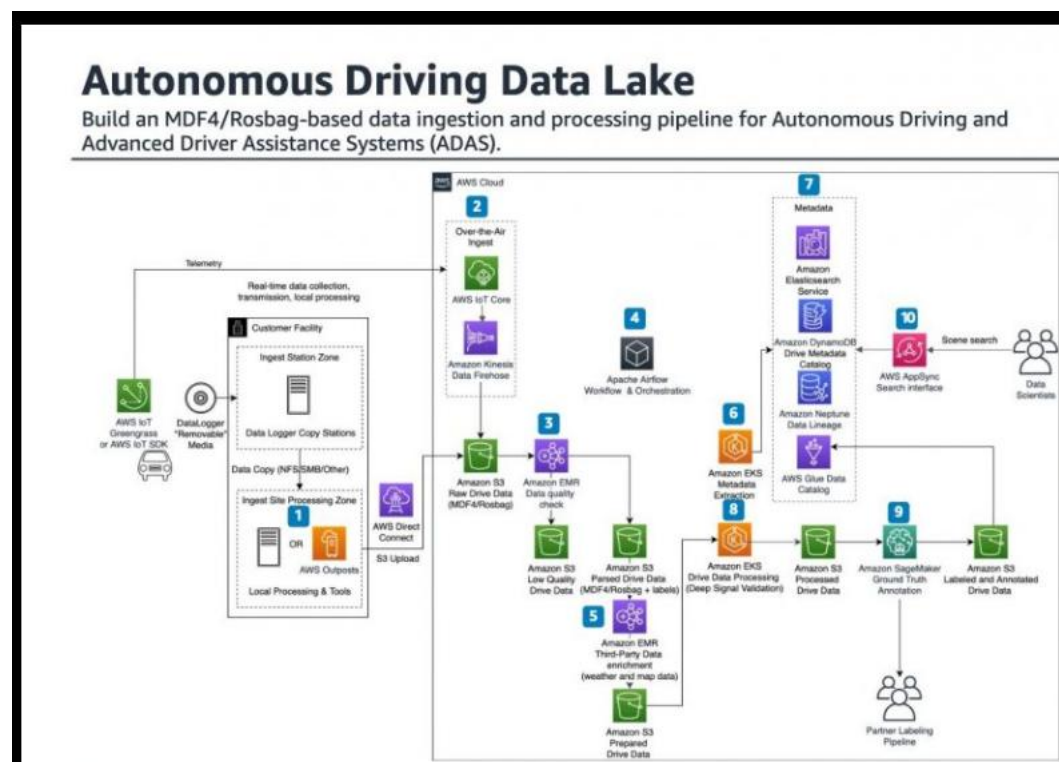 Autonomous Driving Data Lake
Build an MDF4/Rosbag-based data ingestion and processing pipeline for Autonomous Driving and
Advanced Driver Assistance Systems (ADAS).
aws
AWS Cloud
2
Over-the-Air
Ingest
AWS IoT Core
Amazon Kinesis
Data Firehose
7
Metadata
Amazon
Elasticsearch
Service
Amazon DynamoDB
Drive Metadata
Catalog
Amazon Neptune
Data Lineage
AWS Glue Data
Catalog
Telemetry
Real-time data collection,
transmission, local processing
Customer Facility
Ingest Station Zone
Data Logger Copy Stations
AWS IoT
Greengrass
or AWS IoT SDK
DataLogger
"Removable"
Media
Data Copy (NFS/SMB/Other)
Ingest Site Processing Zone
1
OR
AWS Outposts
Local Processing & Tools
AWS Direct
Connect
S3 Upload
4
Apache Airflow
Workflow & Orchestration
10
AWS AppSync
Search interface
Scene search
Data
Scientists
Amazon S3
Raw Drive Data
(MDF4/Rosbag)
3
Amazon EMR
Data quality
check
6
Amazon EKS
Metadata
Extraction
Amazon S3
Low Quality
Drive Data
Amazon S3
Parsed Drive Data
(MDF4/Rosbag + labels)
8
Amazon EKS
Drive Data Processing
(Deep Signal Validation)
Amazon S3
Processed
Drive Data
9
Amazon SageMaker
Ground Truth
Annotation
Amazon S3
Labeled and Annotated
Drive Data
5
Amazon EMR
Third-Party Data
enrichment
(weather and map data)
Amazon S3
Prepared
Drive Data
Partner Labeling
Pipeline